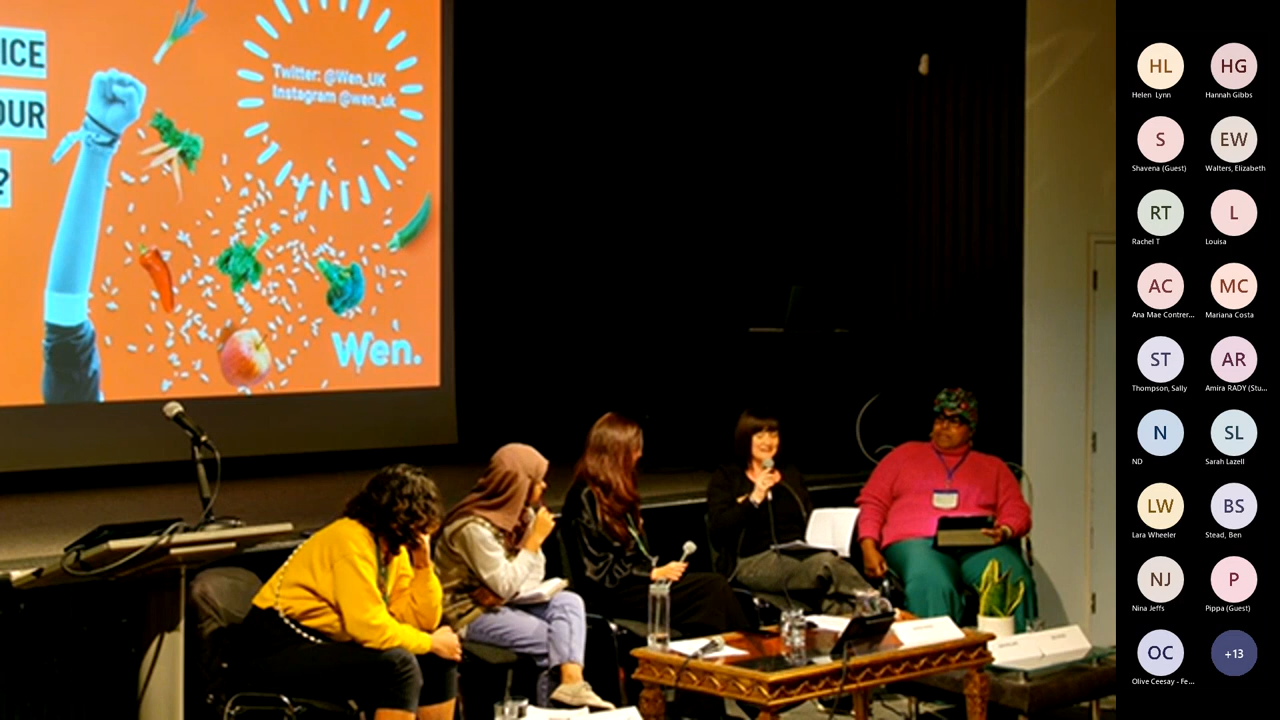 ICE
OUR
?
Twitter: @Wen_UK
Instagram @wen_uk
Wen.
HL
Helen Lynn
HG
Hannah Gibbs
S
Shavena (Guest)
EW
Walters, Elizabeth
RT
Rachel T
L
Louisa
AC
Ana Mae Contrer...
MC
Mariana Costa
ST
Thompson, Sally
AR
Amira RADY (Stu...
N
ND
SL
Sarah Lazell
LW
Lara Wheeler
BS
Stead, Ben
NJ
Nina Jeffs
P
Pippa (Guest)
OC
Olive Ceesay - Fe...
+13